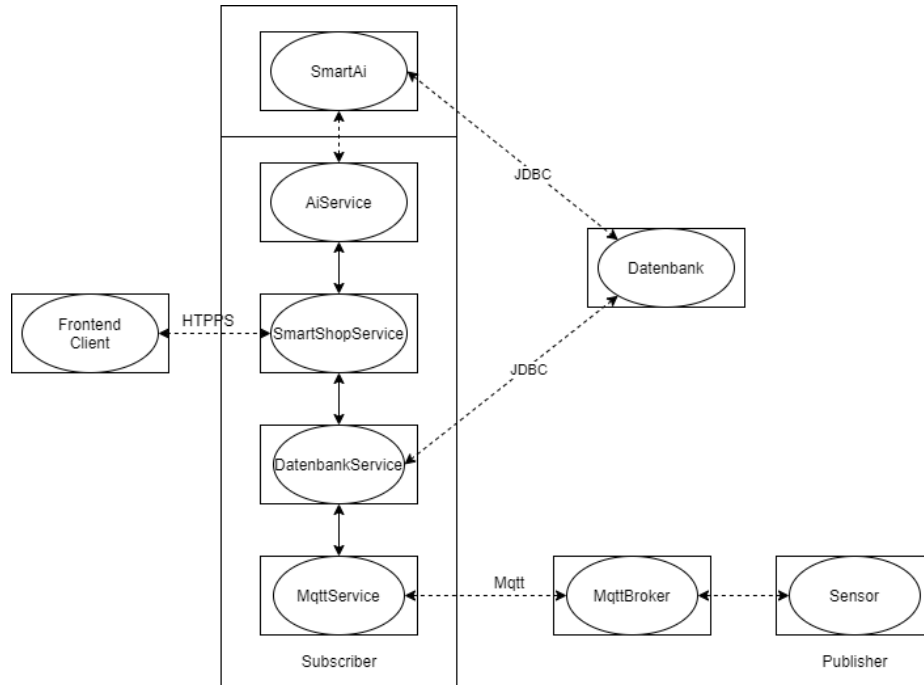 SmartAi
JDBC
AiService
Datenbank
Frontend
Client
HTPPS
SmartShopService
JDBC
DatenbankService
Mqtt
MqttService
MqttBroker
Sensor
Subscriber
Publisher